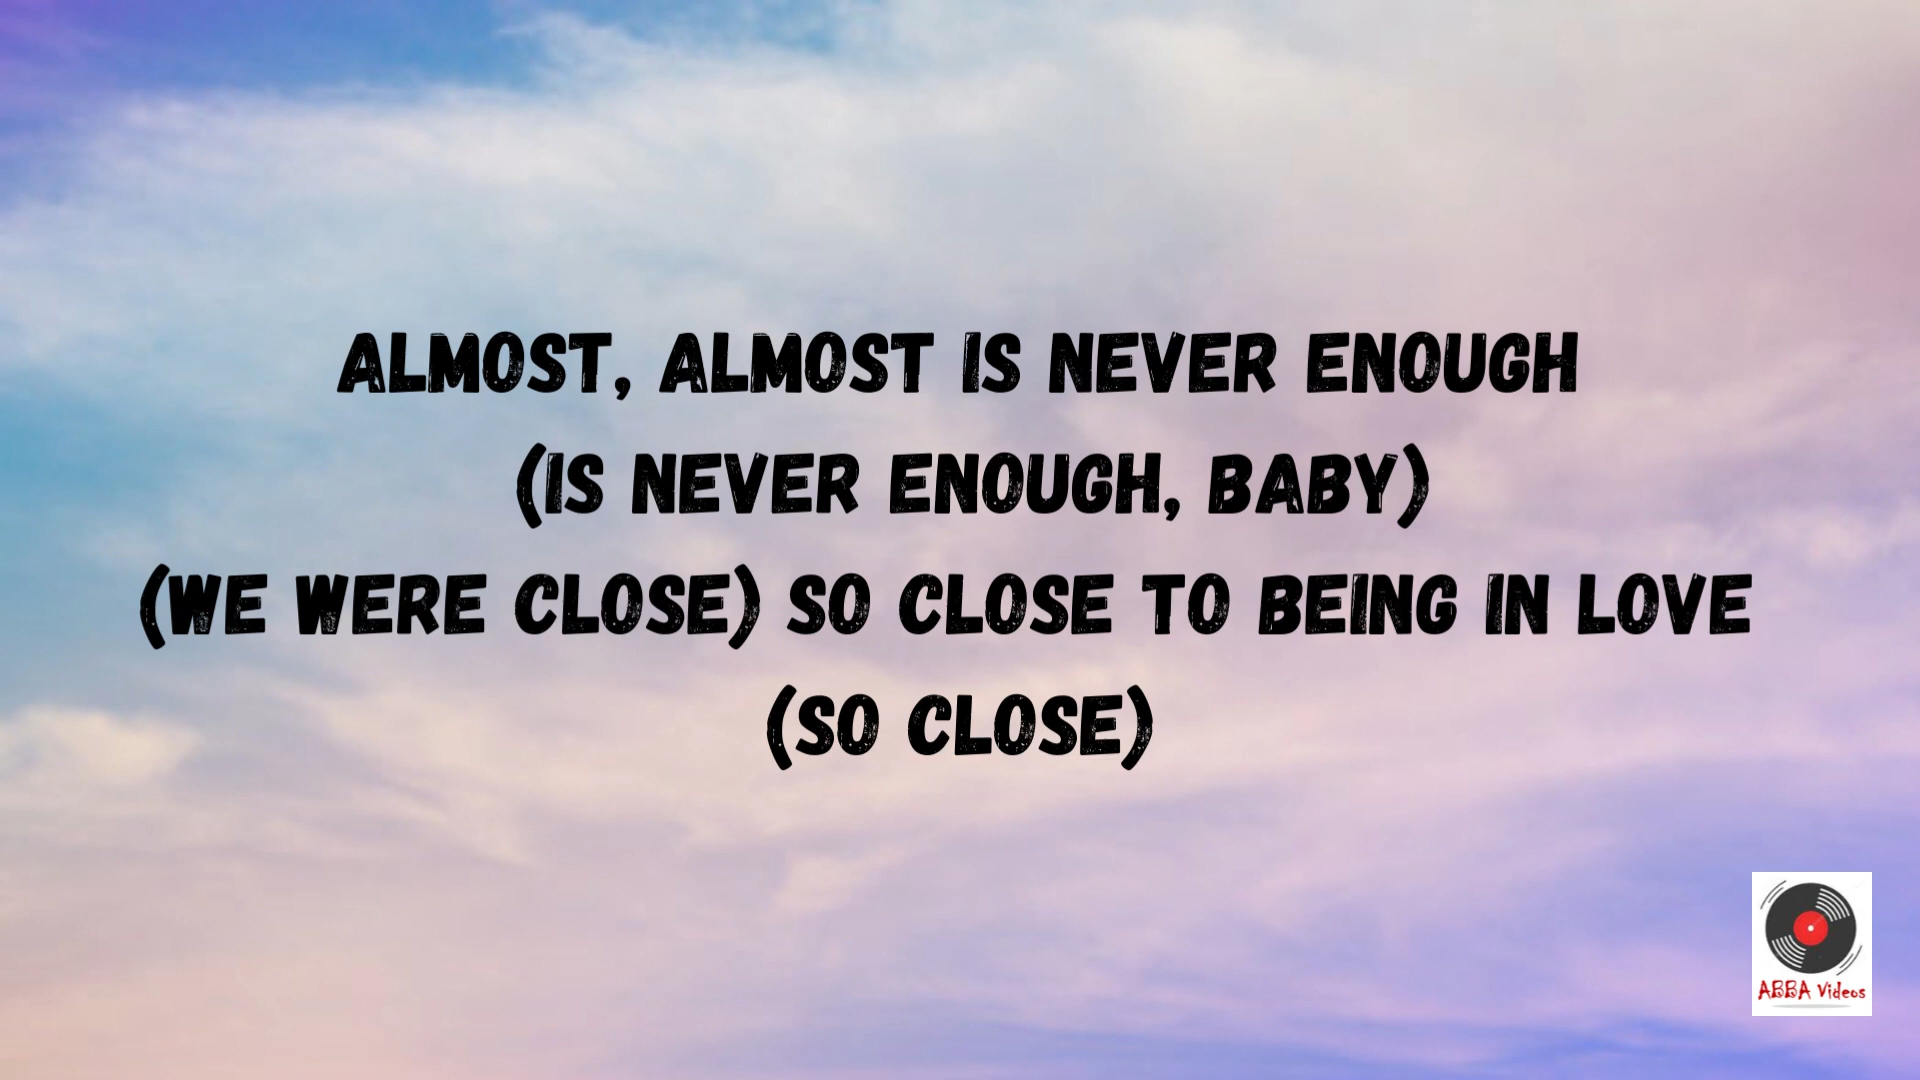 ALMOST, ALMOST IS NEVER ENOUGH
(IS NEVER ENOUGH, BABY)
(WE WERE CLOSE) SO CLOSE TO BEING IN LOVE
(SO CLOSE)
ABBA Videos